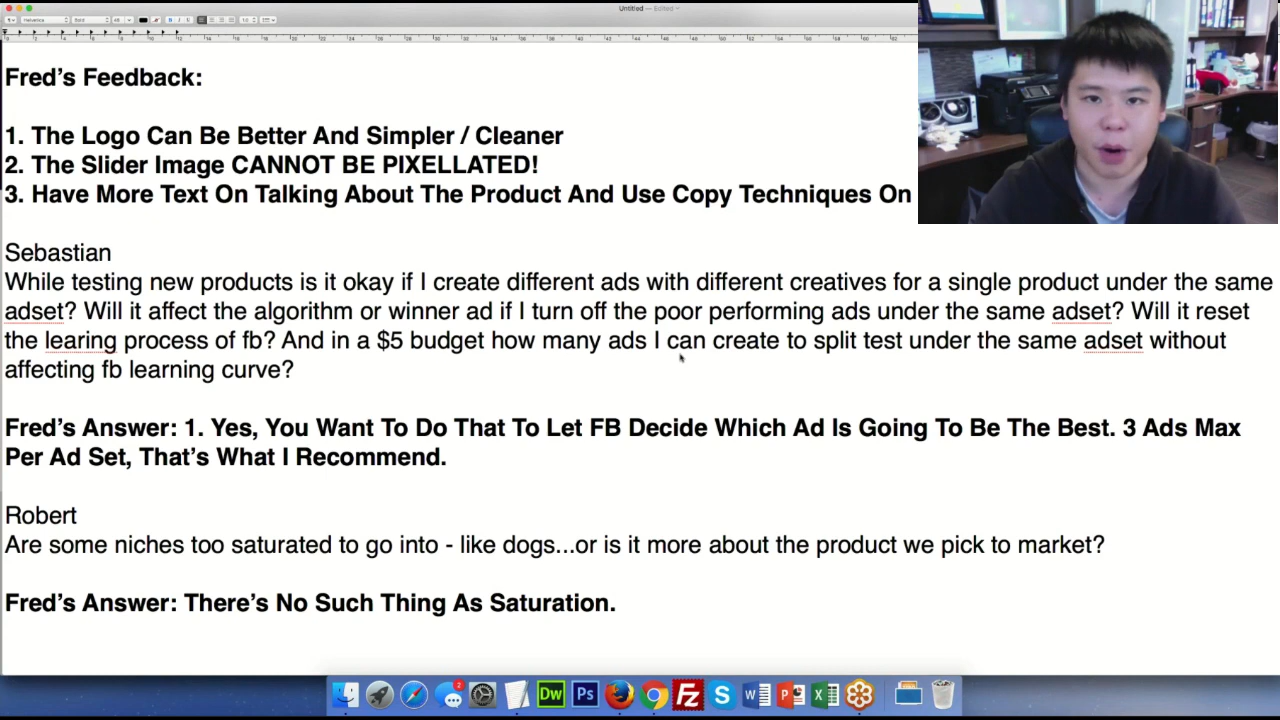 Untitled — Edited
Helvetica
Bold
Fred's Feedback:
1. The Logo Can Be Better And Simpler / Cleaner
2. The Slider Image CANNOT BE PIXELLATED!
3. Have More Text On Talking About The Product And Use Copy Techniques On
Sebastian
While testing new products is it okay if I create different ads with different creatives for a single product under the same
adset? Will it affect the algorithm or winner ad if I turn off the poor performing ads under the same adset? Will it reset
the learing process of fb? And in a $5 budget how many ads I can create to split test under the same adset without
affecting fb learning curve?
Fred's Answer: 1. Yes, You Want To Do That To Let FB Decide Which Ad Is Going To Be The Best. 3 Ads Max
Per Ad Set, That's What I Recommend.
Robert
Are some niches too saturated to go into - like dogs...or is it more about the product we pick to market?
Fred's Answer: There's No Such Thing As Saturation.
2 Dw Ps Fz S W P X